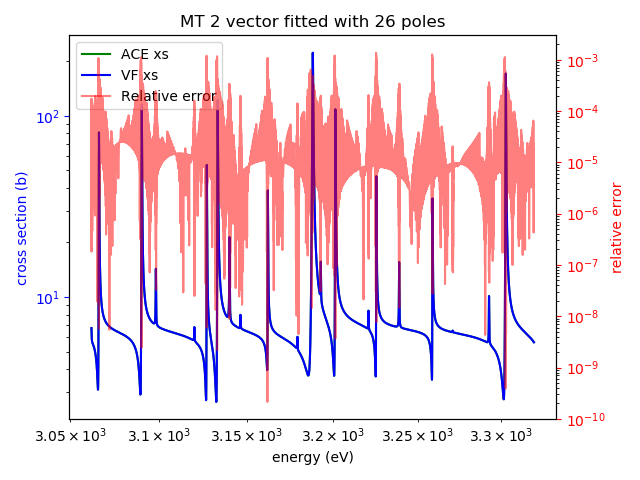 MT 2 vector fitted with 26 poles
ACE xs
VF xs
Relative error
cross section (b)
10²
10¹
relative error
10⁻³
10⁻⁴
10⁻⁵
10⁻⁶
10⁻⁷
10⁻⁸
10⁻⁹
10⁻¹⁰
3.05 × 10³ 3.1 × 10³ 3.15 × 10³ 3.2 × 10³ 3.25 × 10³ 3.3 × 10³
energy (eV)